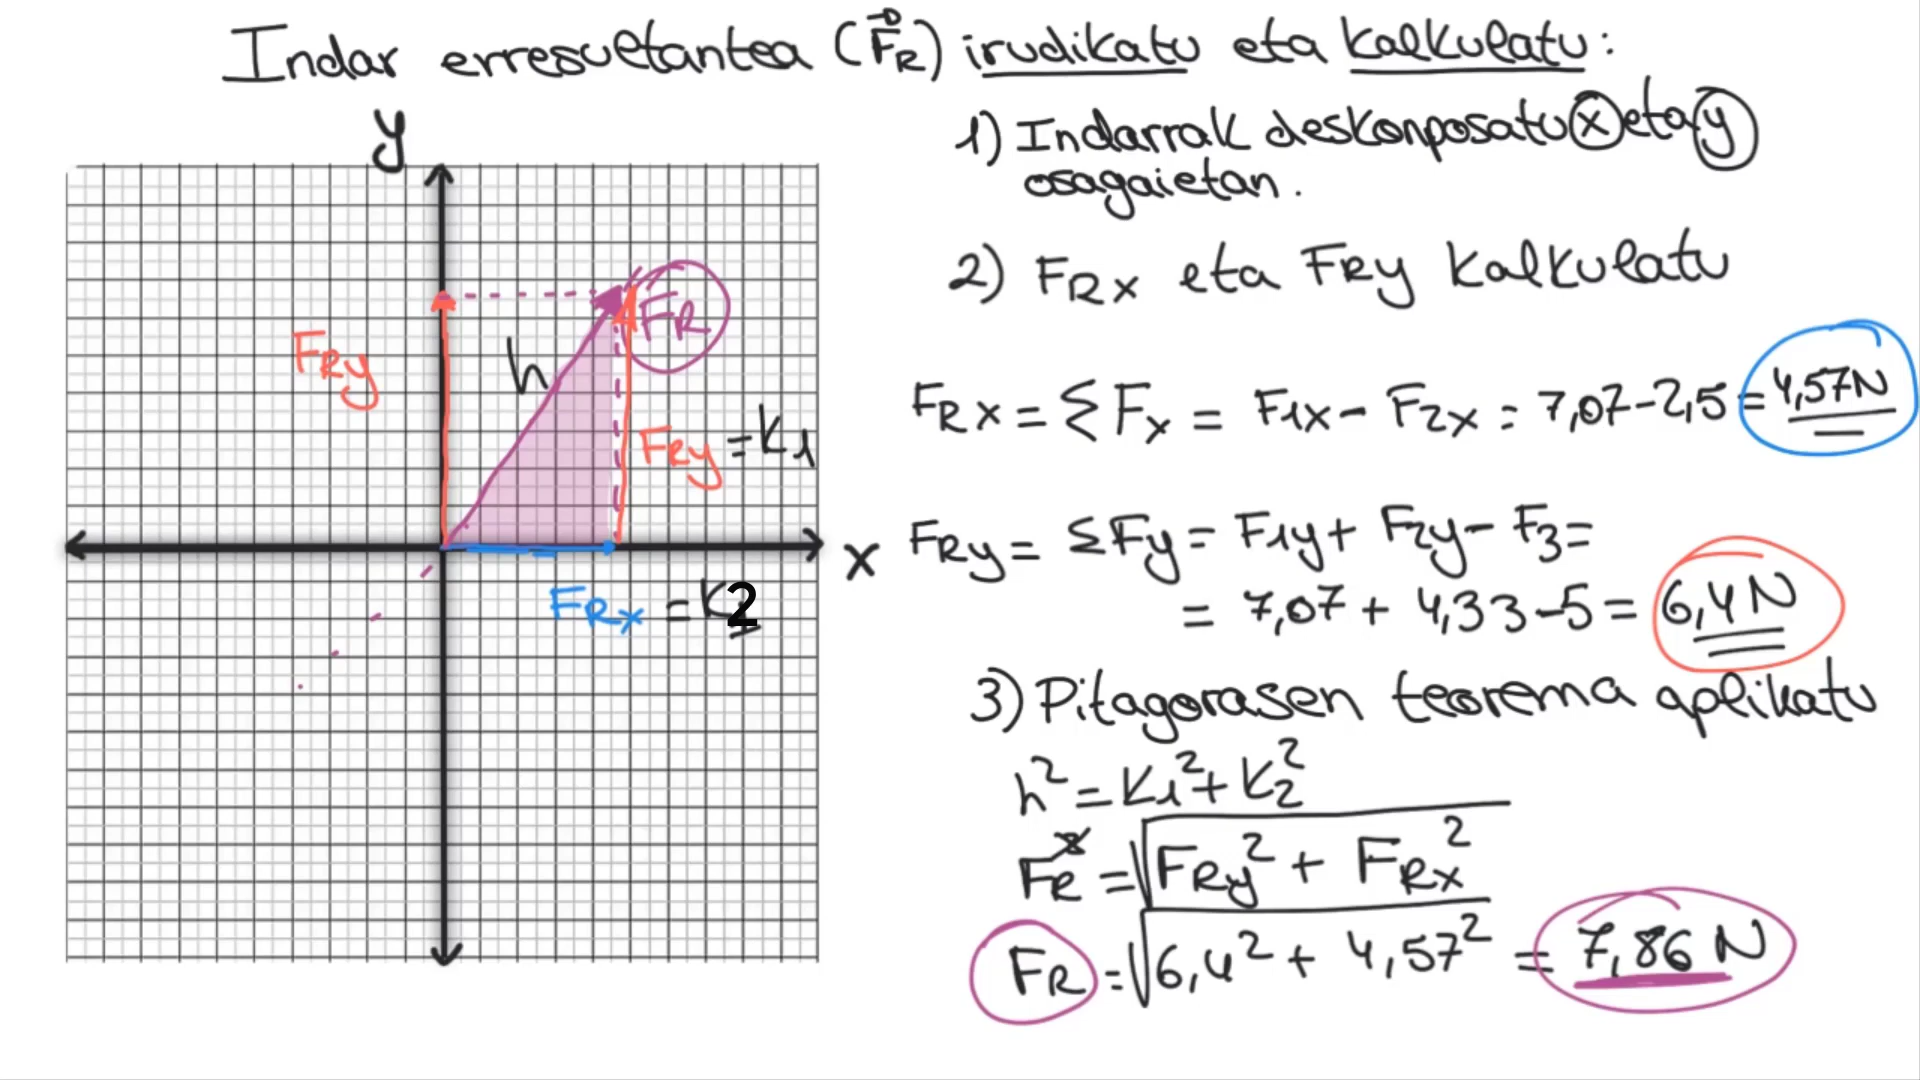 Indar erresultantea (F⃗R) irudikatu eta kalkulatu:
y
1) Indarrak deskonposatu x eta y
osagaietan.
2) FRx eta FRy kalkulatu
FR
FRy
h
FRy = K1
FRx = ΣFx = F1x - F2x = 7,07-2,5 = 4,57N
x
FRy = ΣFy = F1y + F2y - F3 =
FRx = K2
= 7,07 + 4,33-5 = 6,4 N
3) Pitagorasen teorema aplikatu
h² = K1² + K2²
FR = √FRy² + FRx²
FR = √6,4² + 4,57² = 7,86 N